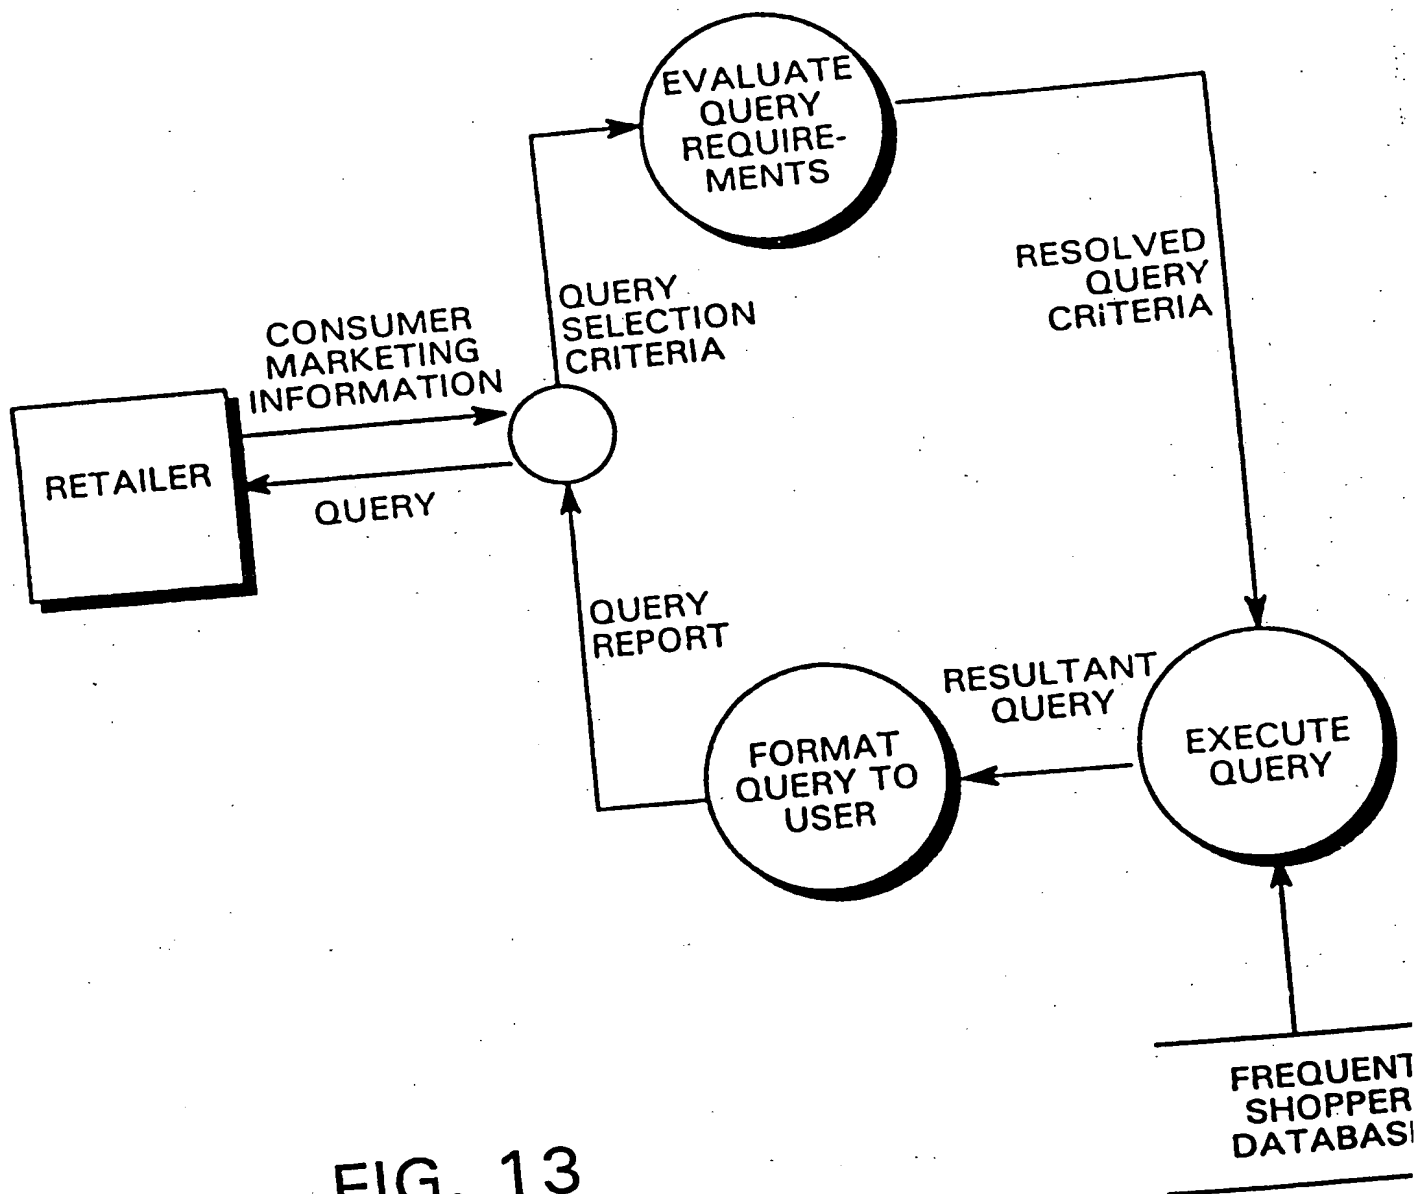 EVALUATE
QUERY
REQUIRE-
MENTS
RESOLVED
QUERY
CRiTERIA
QUERY
SELECTION
CRITERIA
CONSUMER
MARKETING
INFORMATION
RETAILER
QUERY
QUERY
REPORT
RESULTANT
QUERY
FORMAT
QUERY TO
USER
EXECUTE
QUERY
FREQUENT
SHOPPER
DATABAS
FIG. 13